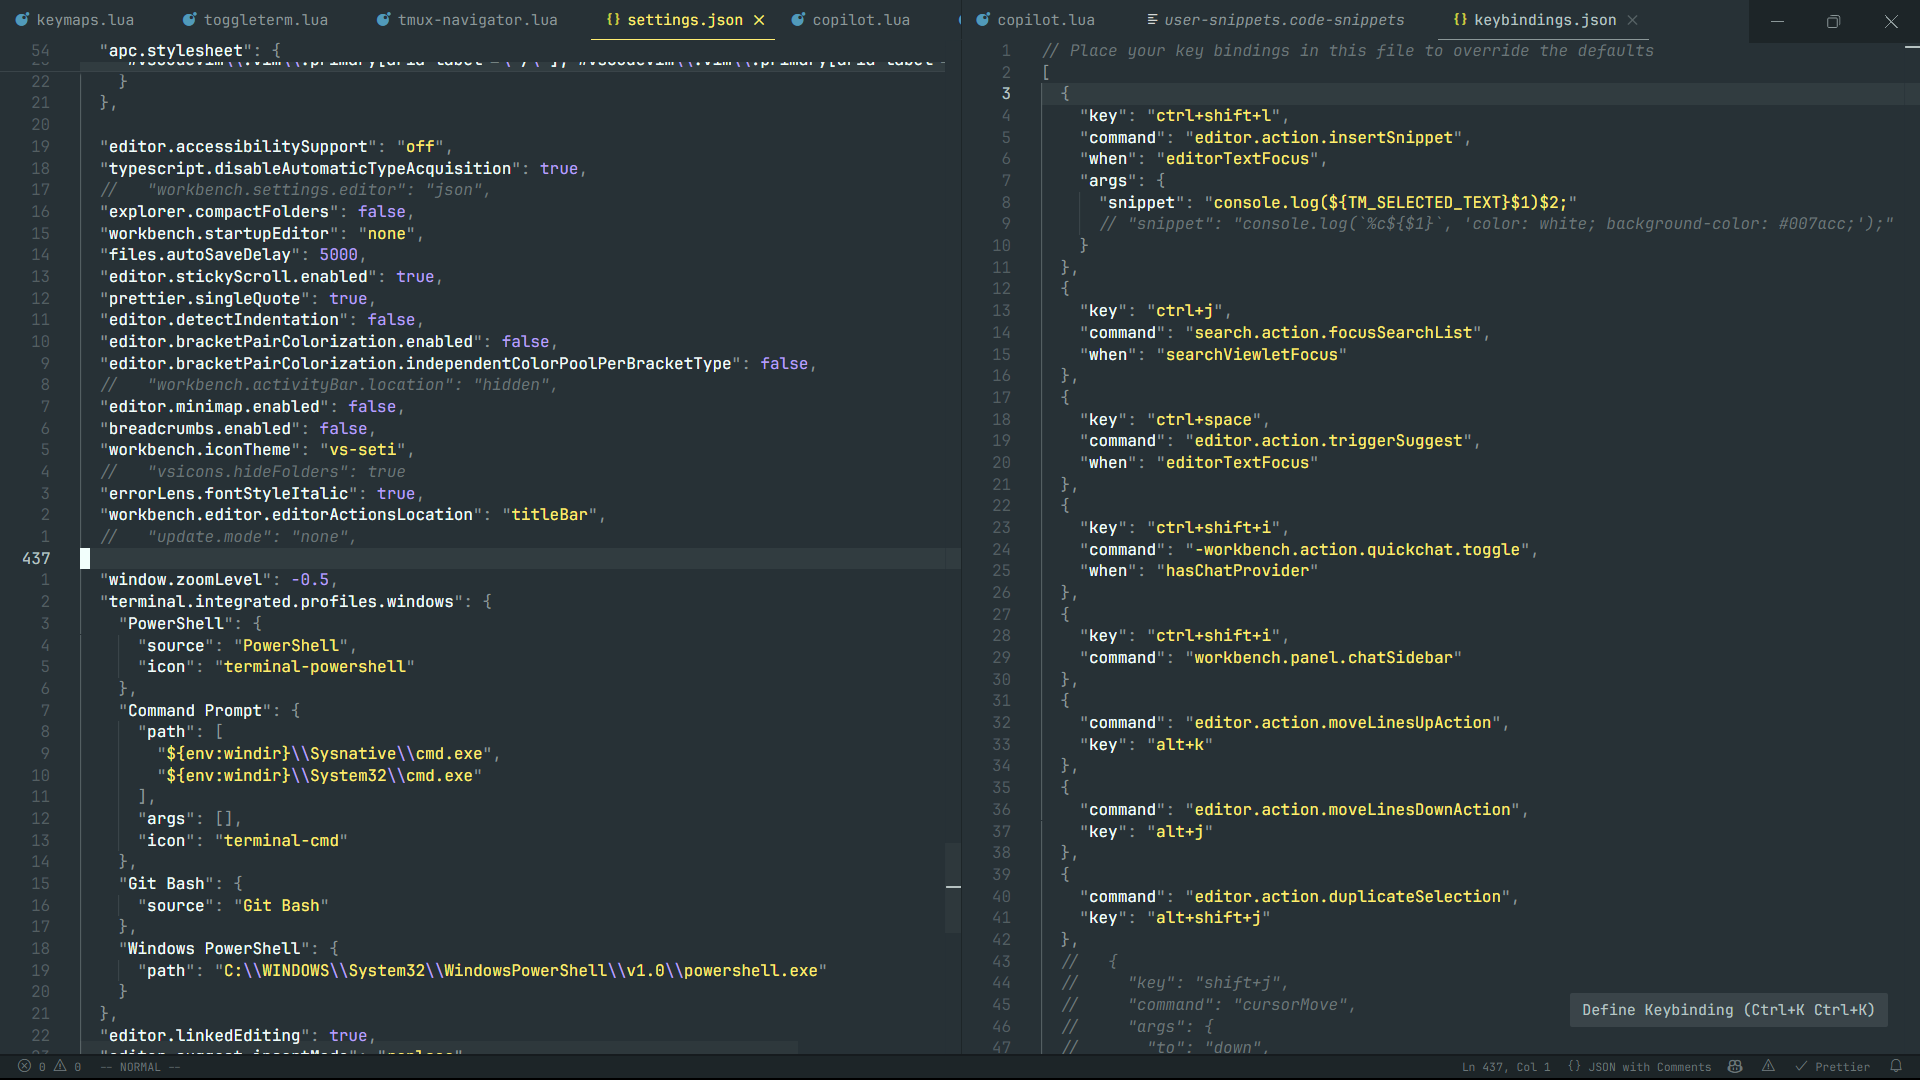 keymaps.lua toggleterm.lua tmux-navigator.lua {} settings.json × copilot.lua
54 "apc.stylesheet": {
22 }
21 },
20
19 "editor.accessibilitySupport": "off",
18 "typescript.disableAutomaticTypeAcquisition": true,
17 // "workbench.settings.editor": "json",
16 "explorer.compactFolders": false,
15 "workbench.startupEditor": "none",
14 "files.autoSaveDelay": 5000,
13 "editor.stickyScroll.enabled": true,
12 "prettier.singleQuote": true,
11 "editor.detectIndentation": false,
10 "editor.bracketPairColorization.enabled": false,
9 "editor.bracketPairColorization.independentColorPoolPerBracketType": false,
8 // "workbench.activityBar.location": "hidden",
7 "editor.minimap.enabled": false,
6 "breadcrumbs.enabled": false,
5 "workbench.iconTheme": "vs-seti",
4 // "vsicons.hideFolders": true
3 "errorLens.fontStyleItalic": true,
2 "workbench.editor.editorActionsLocation": "titleBar",
1 // "update.mode": "none",
437
1 "window.zoomLevel": -0.5,
2 "terminal.integrated.profiles.windows": {
3 "PowerShell": {
4 "source": "PowerShell",
5 "icon": "terminal-powershell"
6 },
7 "Command Prompt": {
8 "path": [
9 "${env:windir}\\Sysnative\\cmd.exe",
10 "${env:windir}\\System32\\cmd.exe"
11 ],
12 "args": [],
13 "icon": "terminal-cmd"
14 },
15 "Git Bash": {
16 "source": "Git Bash"
17 },
18 "Windows PowerShell": {
19 "path": "C:\\WINDOWS\\System32\\WindowsPowerShell\\v1.0\\powershell.exe"
20 }
21 },
22 "editor.linkedEditing": true,
copilot.lua user-snippets.code-snippets {} keybindings.json ×
1 // Place your key bindings in this file to override the defaults
2 [
3 {
4 "key": "ctrl+shift+l",
5 "command": "editor.action.insertSnippet",
6 "when": "editorTextFocus",
7 "args": {
8 "snippet": "console.log(${TM_SELECTED_TEXT}$1)$2;"
9 // "snippet": "console.log(`%c${$1}`, 'color: white; background-color: #007acc;');"
10 }
11 },
12 {
13 "key": "ctrl+j",
14 "command": "search.action.focusSearchList",
15 "when": "searchViewletFocus"
16 },
17 {
18 "key": "ctrl+space",
19 "command": "editor.action.triggerSuggest",
20 "when": "editorTextFocus"
21 },
22 {
23 "key": "ctrl+shift+i",
24 "command": "-workbench.action.quickchat.toggle",
25 "when": "hasChatProvider"
26 },
27 {
28 "key": "ctrl+shift+i",
29 "command": "workbench.panel.chatSidebar"
30 },
31 {
32 "command": "editor.action.moveLinesUpAction",
33 "key": "alt+k"
34 },
35 {
36 "command": "editor.action.moveLinesDownAction",
37 "key": "alt+j"
38 },
39 {
40 "command": "editor.action.duplicateSelection",
41 "key": "alt+shift+j"
42 },
43 // {
44 // "key": "shift+j",
45 // "command": "cursorMove",
46 // "args": {
47 // "to": "down",
Define Keybinding (Ctrl+K Ctrl+K)
0 0 -- NORMAL -- Ln 437, Col 1 {} JSON with Comments Prettier